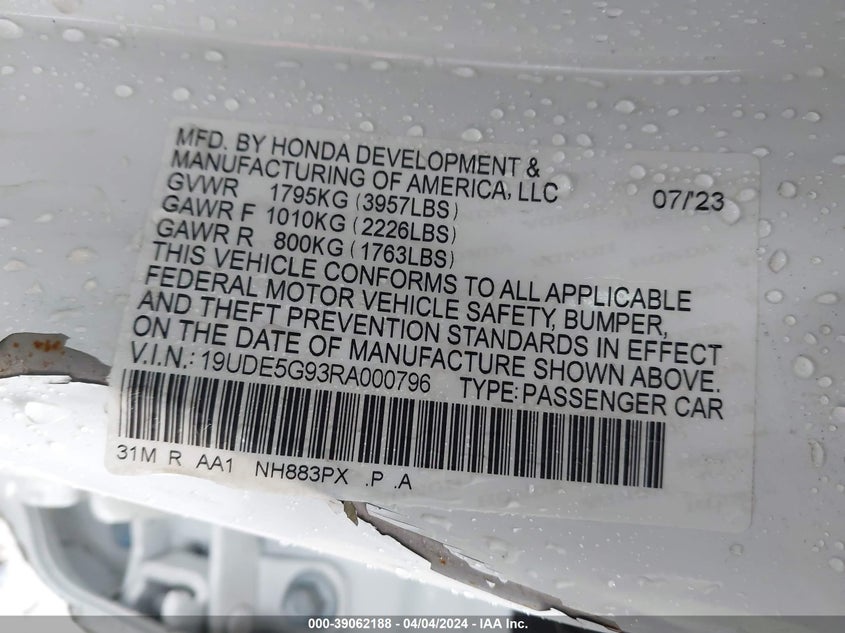 MFD. BY HONDA DEVELOPMENT &
MANUFACTURING OF AMERICA, LLC
07/'23
GVWR 1795KG (3957LBS)
GAWR F 1010KG (2226LBS)
GAWR R 800KG (1763LBS)
THIS VEHICLE CONFORMS TO ALL APPLICABLE
FEDERAL MOTOR VEHICLE SAFETY, BUMPER,
AND THEFT PREVENTION STANDARDS IN EFFECT
ON THE DATE OF MANUFACTURE SHOWN ABOVE.
V.I.N.: 19UDE5G93RA000796 TYPE: PASSENGER CAR
31M R AA1 NH883PX .P .A
000-39062188 - 04/04/2024 - IAA Inc.